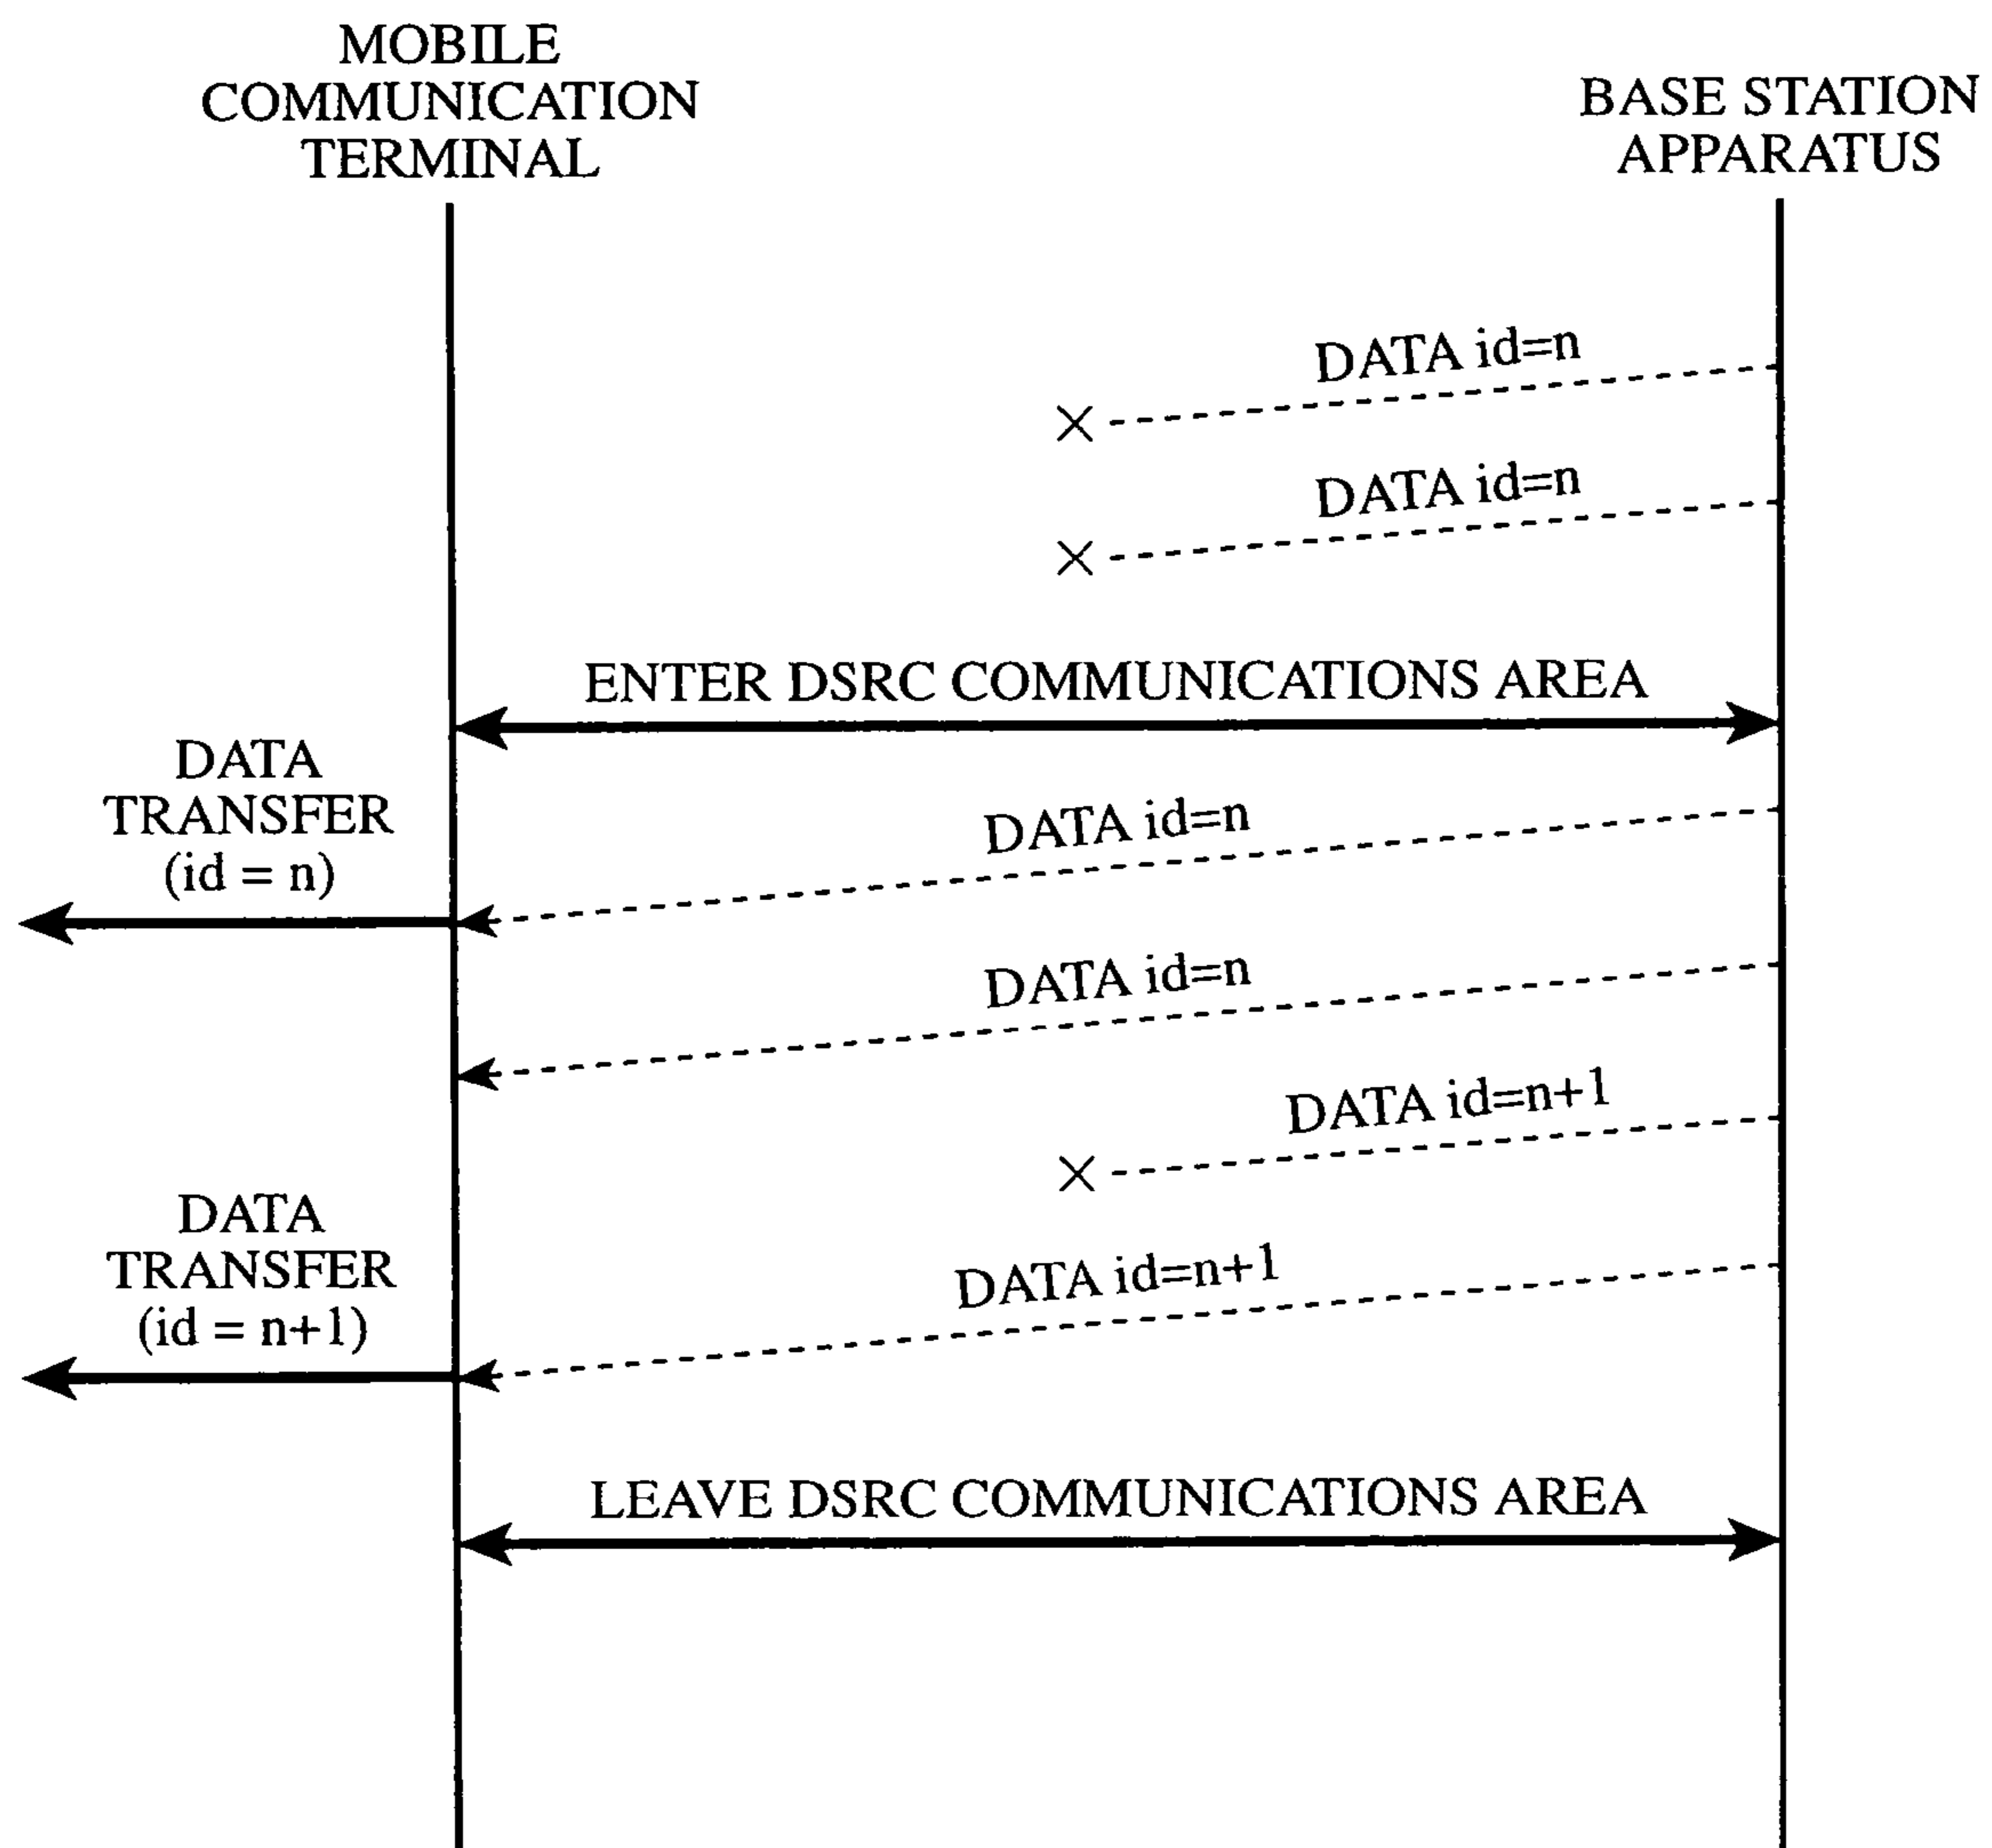 MOBILE
COMMUNICATION
TERMINAL
BASE STATION
APPARATUS
DATA id=n
DATA id=n
ENTER DSRC COMMUNICATIONS AREA
DATA
TRANSFER
(id = n)
DATA id=n
DATA id=n
DATA id=n+1
DATA
TRANSFER
(id = n+1)
DATA id=n+1
LEAVE DSRC COMMUNICATIONS AREA